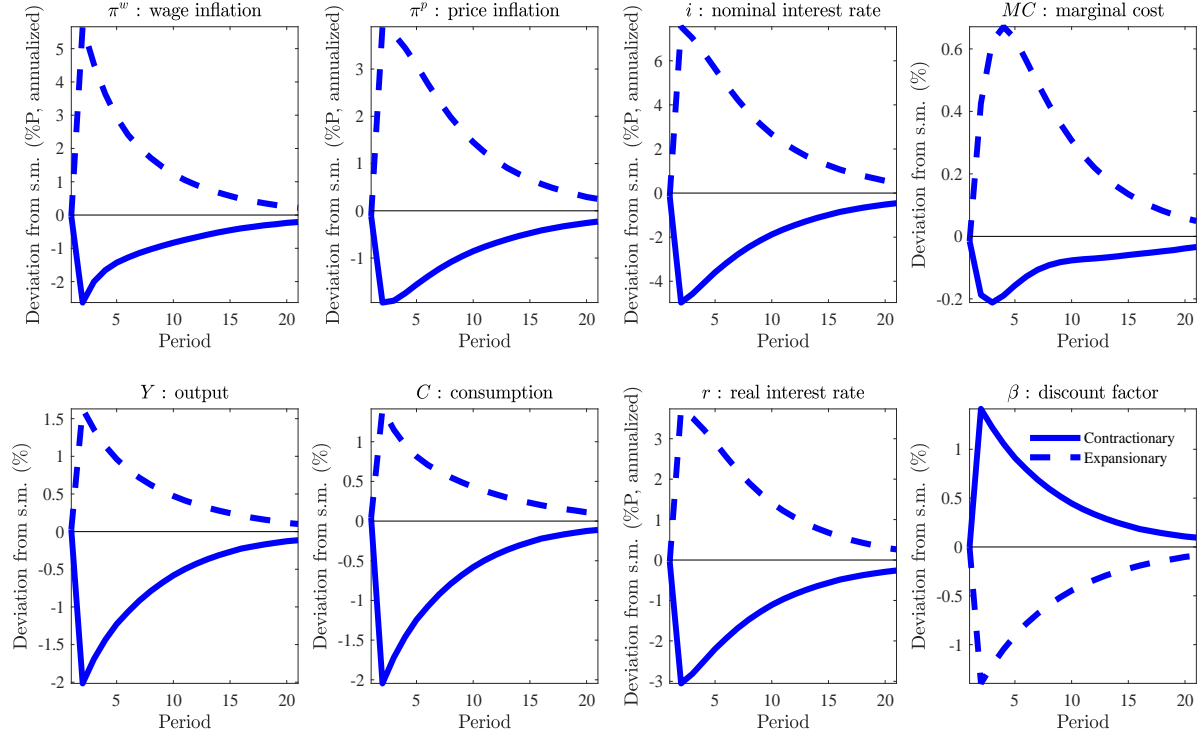 π^w : wage inflation
Deviation from s.m. (%P, annualized)
5
4
3
2
1
0
-1
-2
5 10 15 20
Period
π^p : price inflation
Deviation from s.m. (%P, annualized)
3
2
1
0
-1
5 10 15 20
Period
i : nominal interest rate
Deviation from s.m. (%P, annualized)
6
4
2
0
-2
-4
5 10 15 20
Period
MC : marginal cost
Deviation from s.m. (%)
0.6
0.4
0.2
0
-0.2
5 10 15 20
Period
Y : output
Deviation from s.m. (%)
1.5
1
0.5
0
-0.5
-1
-1.5
-2
5 10 15 20
Period
C : consumption
Deviation from s.m. (%)
1
0.5
0
-0.5
-1
-1.5
-2
5 10 15 20
Period
r : real interest rate
Deviation from s.m. (%P, annualized)
3
2
1
0
-1
-2
-3
5 10 15 20
Period
β : discount factor
Deviation from s.m. (%)
1
0.5
0
-0.5
-1
Contractionary
Expansionary
5 10 15 20
Period